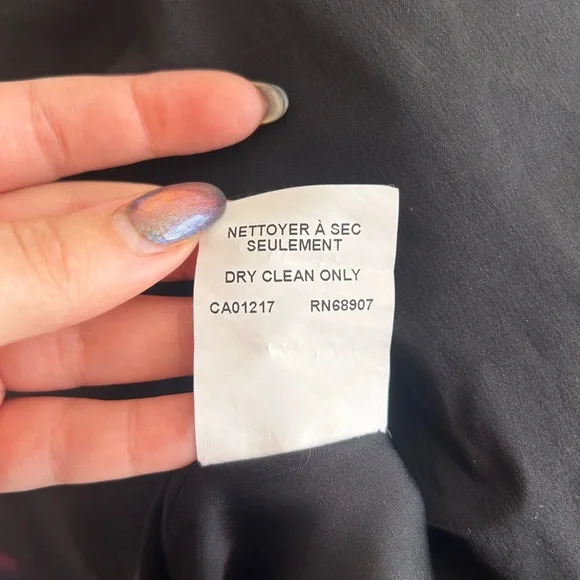 NETTOYER À SEC
SEULEMENT
DRY CLEAN ONLY
CA01217 RN68907